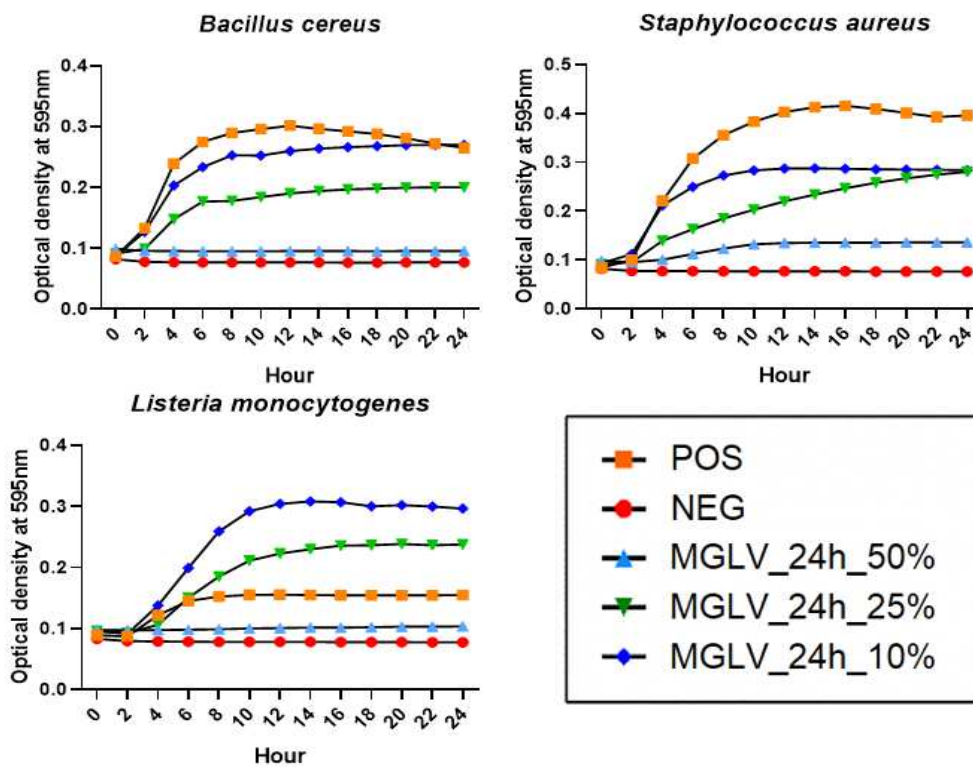 Bacillus cereus
Optical density at 595nm
0.4
0.3
0.2
0.1
0.0
0 2 4 6 8 10 12 14 16 18 20 22 24
Hour
Staphylococcus aureus
Optical density at 595nm
0.5
0.4
0.3
0.2
0.1
0.0
0 2 4 6 8 10 12 14 16 18 20 22 24
Hour
Listeria monocytogenes
Optical density at 595nm
0.4
0.3
0.2
0.1
0.0
0 2 4 6 8 10 12 14 16 18 20 22 24
Hour
POS
NEG
MGLV_24h_50%
MGLV_24h_25%
MGLV_24h_10%